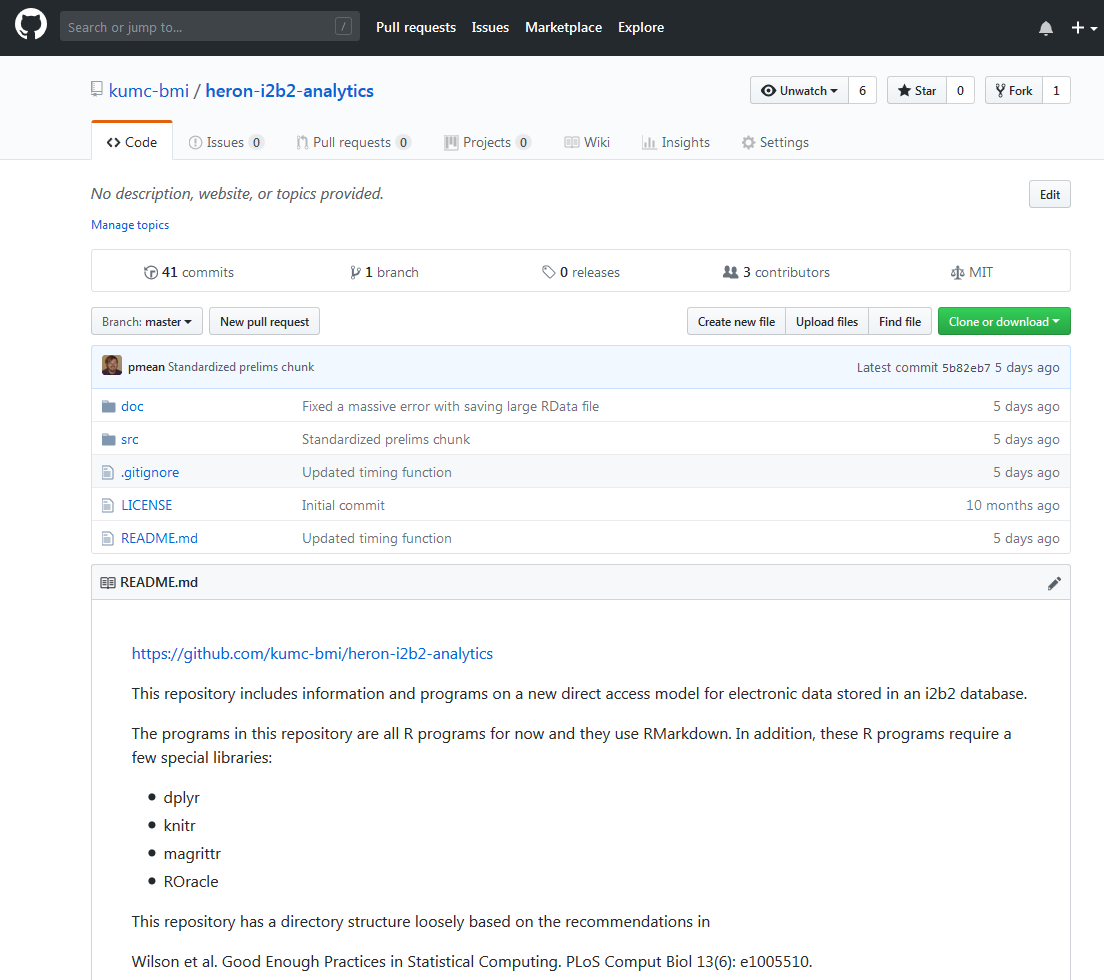 Search or jump to... / Pull requests Issues Marketplace Explore
kumc-bmi / heron-i2b2-analytics Unwatch 6 Star 0 Fork 1
Code Issues 0 Pull requests 0 Projects 0 Wiki Insights Settings
No description, website, or topics provided. Edit
Manage topics
41 commits 1 branch 0 releases 3 contributors MIT
Branch: master New pull request Create new file Upload files Find file Clone or download
pmean Standardized prelims chunk Latest commit 5b82eb7 5 days ago
doc Fixed a massive error with saving large RData file 5 days ago
src Standardized prelims chunk 5 days ago
.gitignore Updated timing function 5 days ago
LICENSE Initial commit 10 months ago
README.md Updated timing function 5 days ago
README.md
https://github.com/kumc-bmi/heron-i2b2-analytics
This repository includes information and programs on a new direct access model for electronic data stored in an i2b2 database.
The programs in this repository are all R programs for now and they use RMarkdown. In addition, these R programs require a
few special libraries:
• dplyr
• knitr
• magrittr
• ROracle
This repository has a directory structure loosely based on the recommendations in
Wilson et al. Good Enough Practices in Statistical Computing. PLoS Comput Biol 13(6): e1005510.